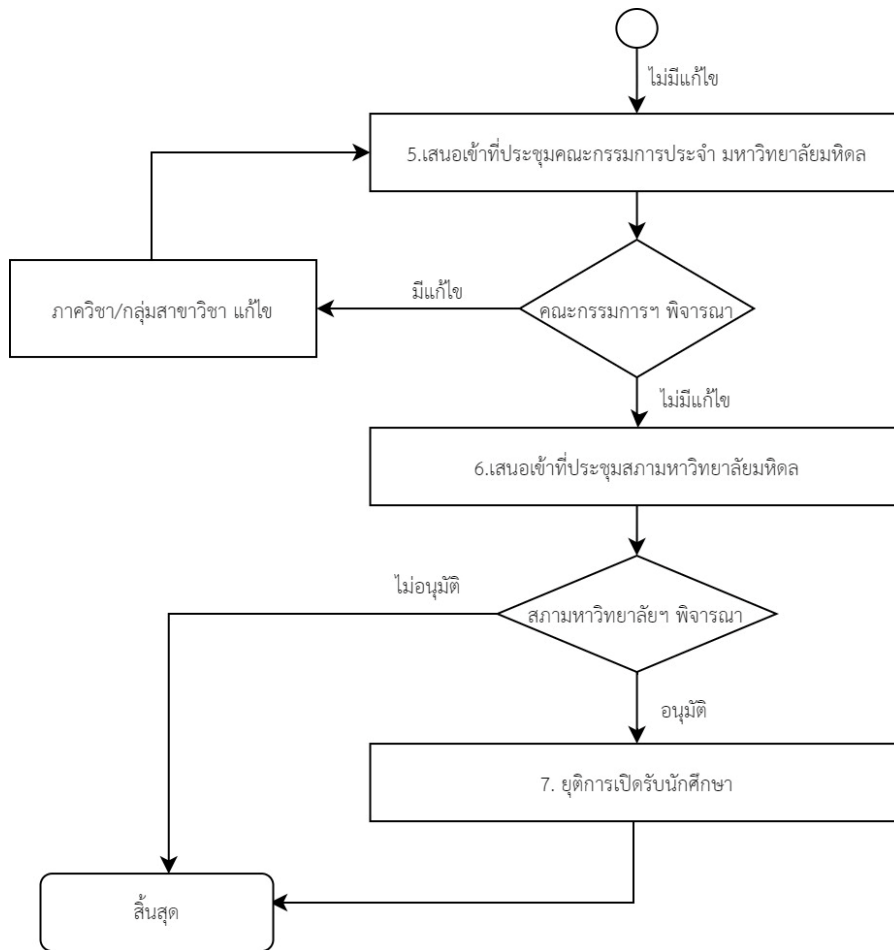 ไม่มีแก้ไข
5.เสนอเข้าที่ประชุมคณะกรรมการประจำ มหาวิทยาลัยมหิดล
มีแก้ไข
ภาควิชา/กลุ่มสาขาวิชา แก้ไข
คณะกรรมการฯ พิจารณา
ไม่มีแก้ไข
6.เสนอเข้าที่ประชุมสภามหาวิทยาลัยมหิดล
ไม่อนุมัติ
สภามหาวิทยาลัยฯ พิจารณา
อนุมัติ
7. ยุติการเปิดรับนักศึกษา
สิ้นสุด